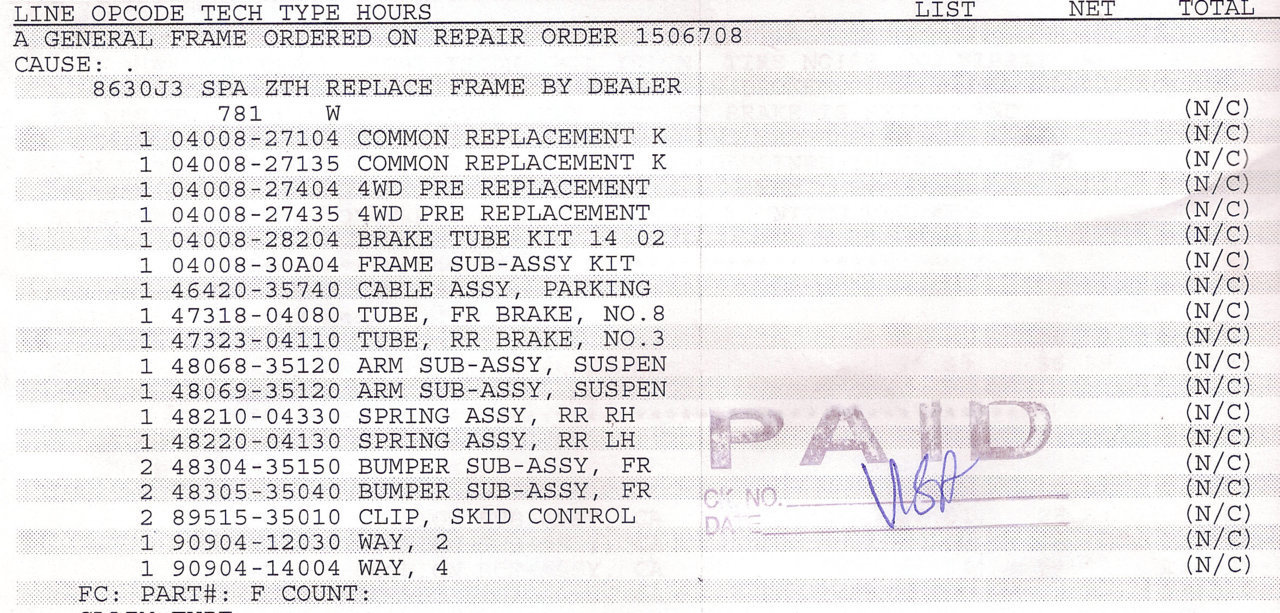 LINE OPCODE TECH TYPE HOURS LIST NET TOTAL
A GENERAL FRAME ORDERED ON REPAIR ORDER 1506708
CAUSE: .
8630J3 SPA ZTH REPLACE FRAME BY DEALER
781 W (N/C)
1 04008-27104 COMMON REPLACEMENT K (N/C)
1 04008-27135 COMMON REPLACEMENT K (N/C)
1 04008-27404 4WD PRE REPLACEMENT (N/C)
1 04008-27435 4WD PRE REPLACEMENT (N/C)
1 04008-28204 BRAKE TUBE KIT 14 02 (N/C)
1 04008-30A04 FRAME SUB-ASSY KIT (N/C)
1 46420-35740 CABLE ASSY, PARKING (N/C)
1 47318-04080 TUBE, FR BRAKE, NO.8 (N/C)
1 47323-04110 TUBE, RR BRAKE, NO.3 (N/C)
1 48068-35120 ARM SUB-ASSY, SUSPEN (N/C)
1 48069-35120 ARM SUB-ASSY, SUSPEN (N/C)
1 48210-04330 SPRING ASSY, RR RH (N/C)
1 48220-04130 SPRING ASSY, RR LH (N/C)
2 48304-35150 BUMPER SUB-ASSY, FR (N/C)
2 48305-35040 BUMPER SUB-ASSY, FR (N/C)
2 89515-35010 CLIP, SKID CONTROL (N/C)
1 90904-12030 WAY, 2 (N/C)
1 90904-14004 WAY, 4 (N/C)
FC: PART#: F COUNT:
PAID
CK NO.
DATE